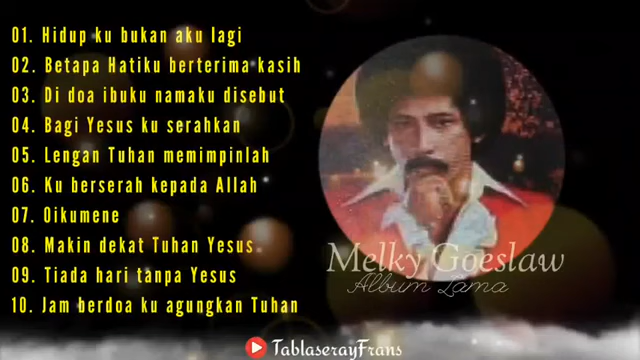 01. Hidup ku bukan aku lagi
02. Betapa Hatiku berterima kasih
03. Di doa ibuku namaku disebut
04. Bagi Yesus ku serahkan
05. Lengan Tuhan memimpinlah
06. Ku berserah kepada Allah
07. Oikumene
08. Makin dekat Tuhan Yesus
09. Tiada hari tanpa Yesus
10. Jam berdoa ku agungkan Tuhan
Melky Goeslaw
Album Lama
TablaserayFrans